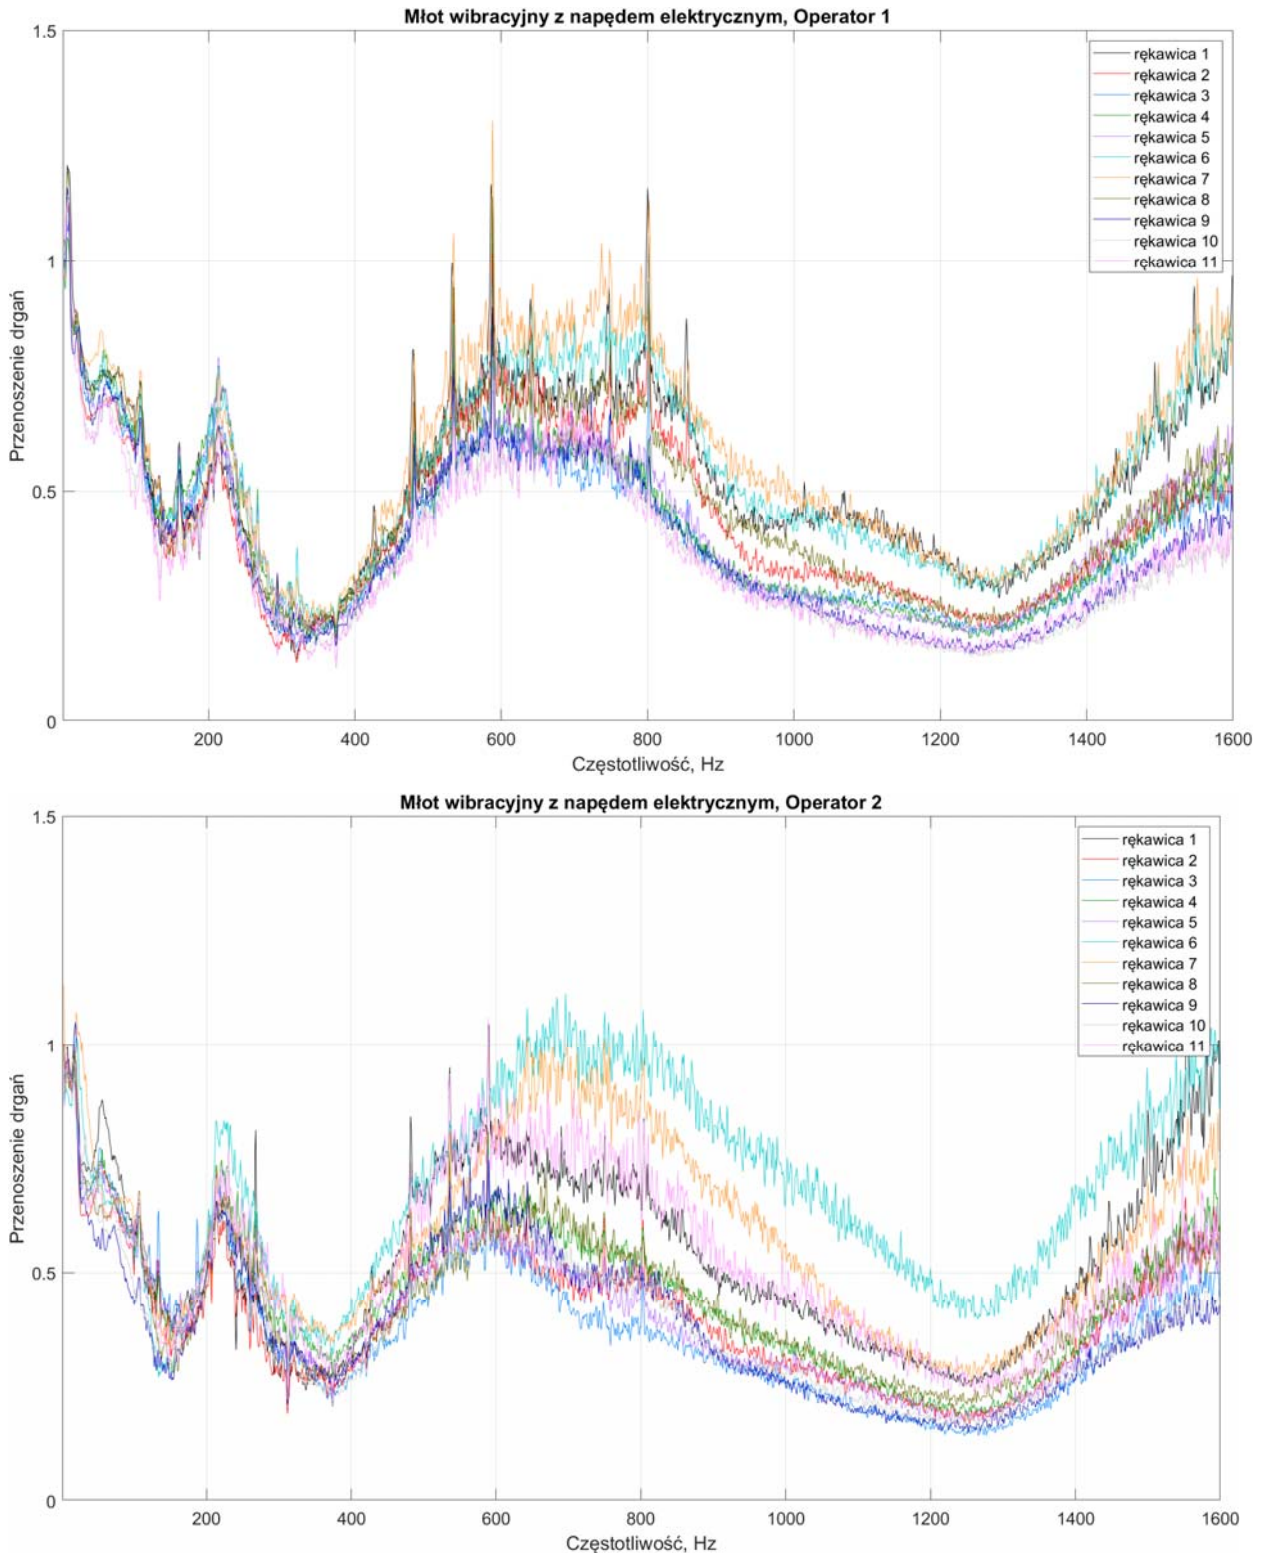 Młot wibracyjny z napędem elektrycznym, Operator 1
1.5
1
0.5
0
Przenoszenie drgań
rękawica 1
rękawica 2
rękawica 3
rękawica 4
rękawica 5
rękawica 6
rękawica 7
rękawica 8
rękawica 9
rękawica 10
rękawica 11
200 400 600 800 1000 1200 1400 1600
Częstotliwość, Hz
Młot wibracyjny z napędem elektrycznym, Operator 2
1.5
1
0.5
0
Przenoszenie drgań
rękawica 1
rękawica 2
rękawica 3
rękawica 4
rękawica 5
rękawica 6
rękawica 7
rękawica 8
rękawica 9
rękawica 10
rękawica 11
200 400 600 800 1000 1200 1400 1600
Częstotliwość, Hz